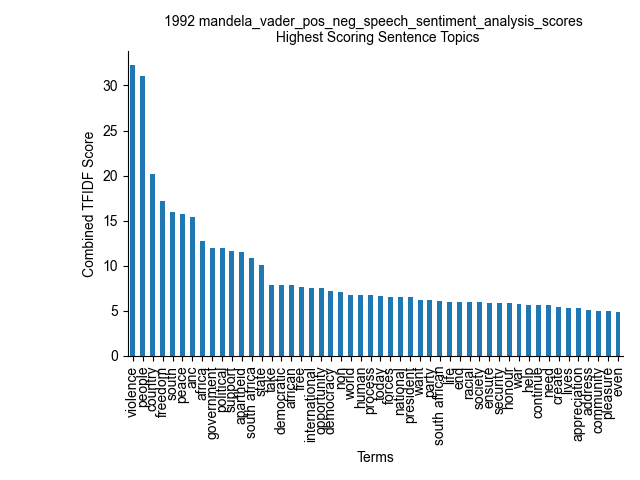 1992 mandela_vader_pos_neg_speech_sentiment_analysis_scores
Highest Scoring Sentence Topics
Combined TFIDF Score
30
25
20
15
10
5
0
violence
people
country
freedom
south
peace
anc
africa
government
political
support
apartheid
south africa
state
take
democratic
african
free
international
opportunity
democracy
non
world
human
process
today
forces
national
president
want
party
south african
life
end
racial
society
ensure
security
honour
war
help
continue
need
create
lives
appreciation
address
community
pleasure
even
Terms